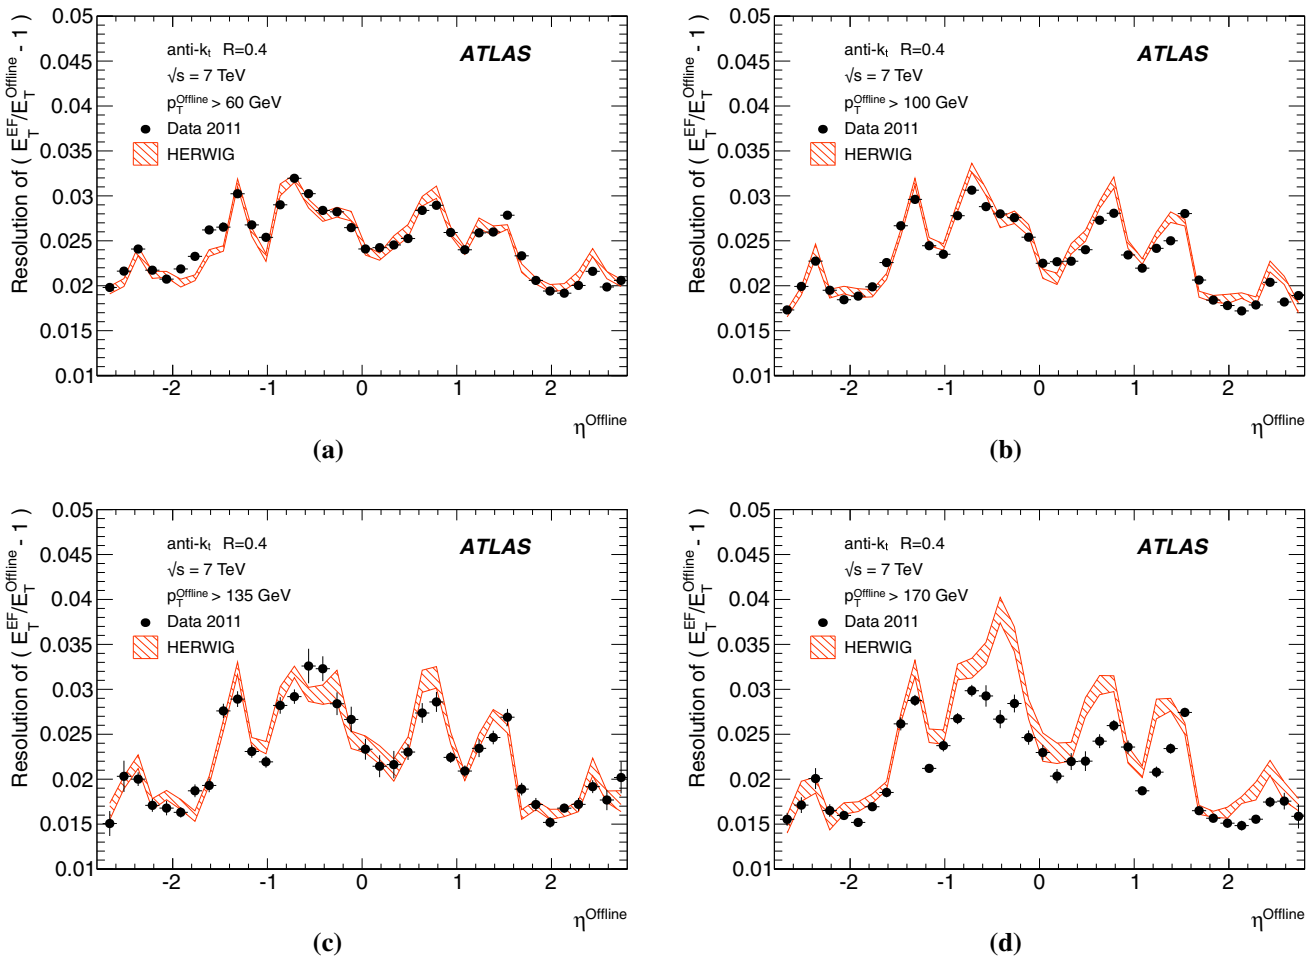 Resolution of ( E_T^EF/E_T^Offline - 1 )
0.05
0.045
0.04
0.035
0.03
0.025
0.02
0.015
0.01
anti-k_t R=0.4
√s = 7 TeV
p_T^Offline > 60 GeV
Data 2011
HERWIG
ATLAS
-2 -1 0 1 2
η^Offline
(a)
Resolution of ( E_T^EF/E_T^Offline - 1 )
0.05
0.045
0.04
0.035
0.03
0.025
0.02
0.015
0.01
anti-k_t R=0.4
√s = 7 TeV
p_T^Offline > 100 GeV
Data 2011
HERWIG
ATLAS
-2 -1 0 1 2
η^Offline
(b)
Resolution of ( E_T^EF/E_T^Offline - 1 )
0.05
0.045
0.04
0.035
0.03
0.025
0.02
0.015
0.01
anti-k_t R=0.4
√s = 7 TeV
p_T^Offline > 135 GeV
Data 2011
HERWIG
ATLAS
-2 -1 0 1 2
η^Offline
(c)
Resolution of ( E_T^EF/E_T^Offline - 1 )
0.05
0.045
0.04
0.035
0.03
0.025
0.02
0.015
0.01
anti-k_t R=0.4
√s = 7 TeV
p_T^Offline > 170 GeV
Data 2011
HERWIG
ATLAS
-2 -1 0 1 2
η^Offline
(d)